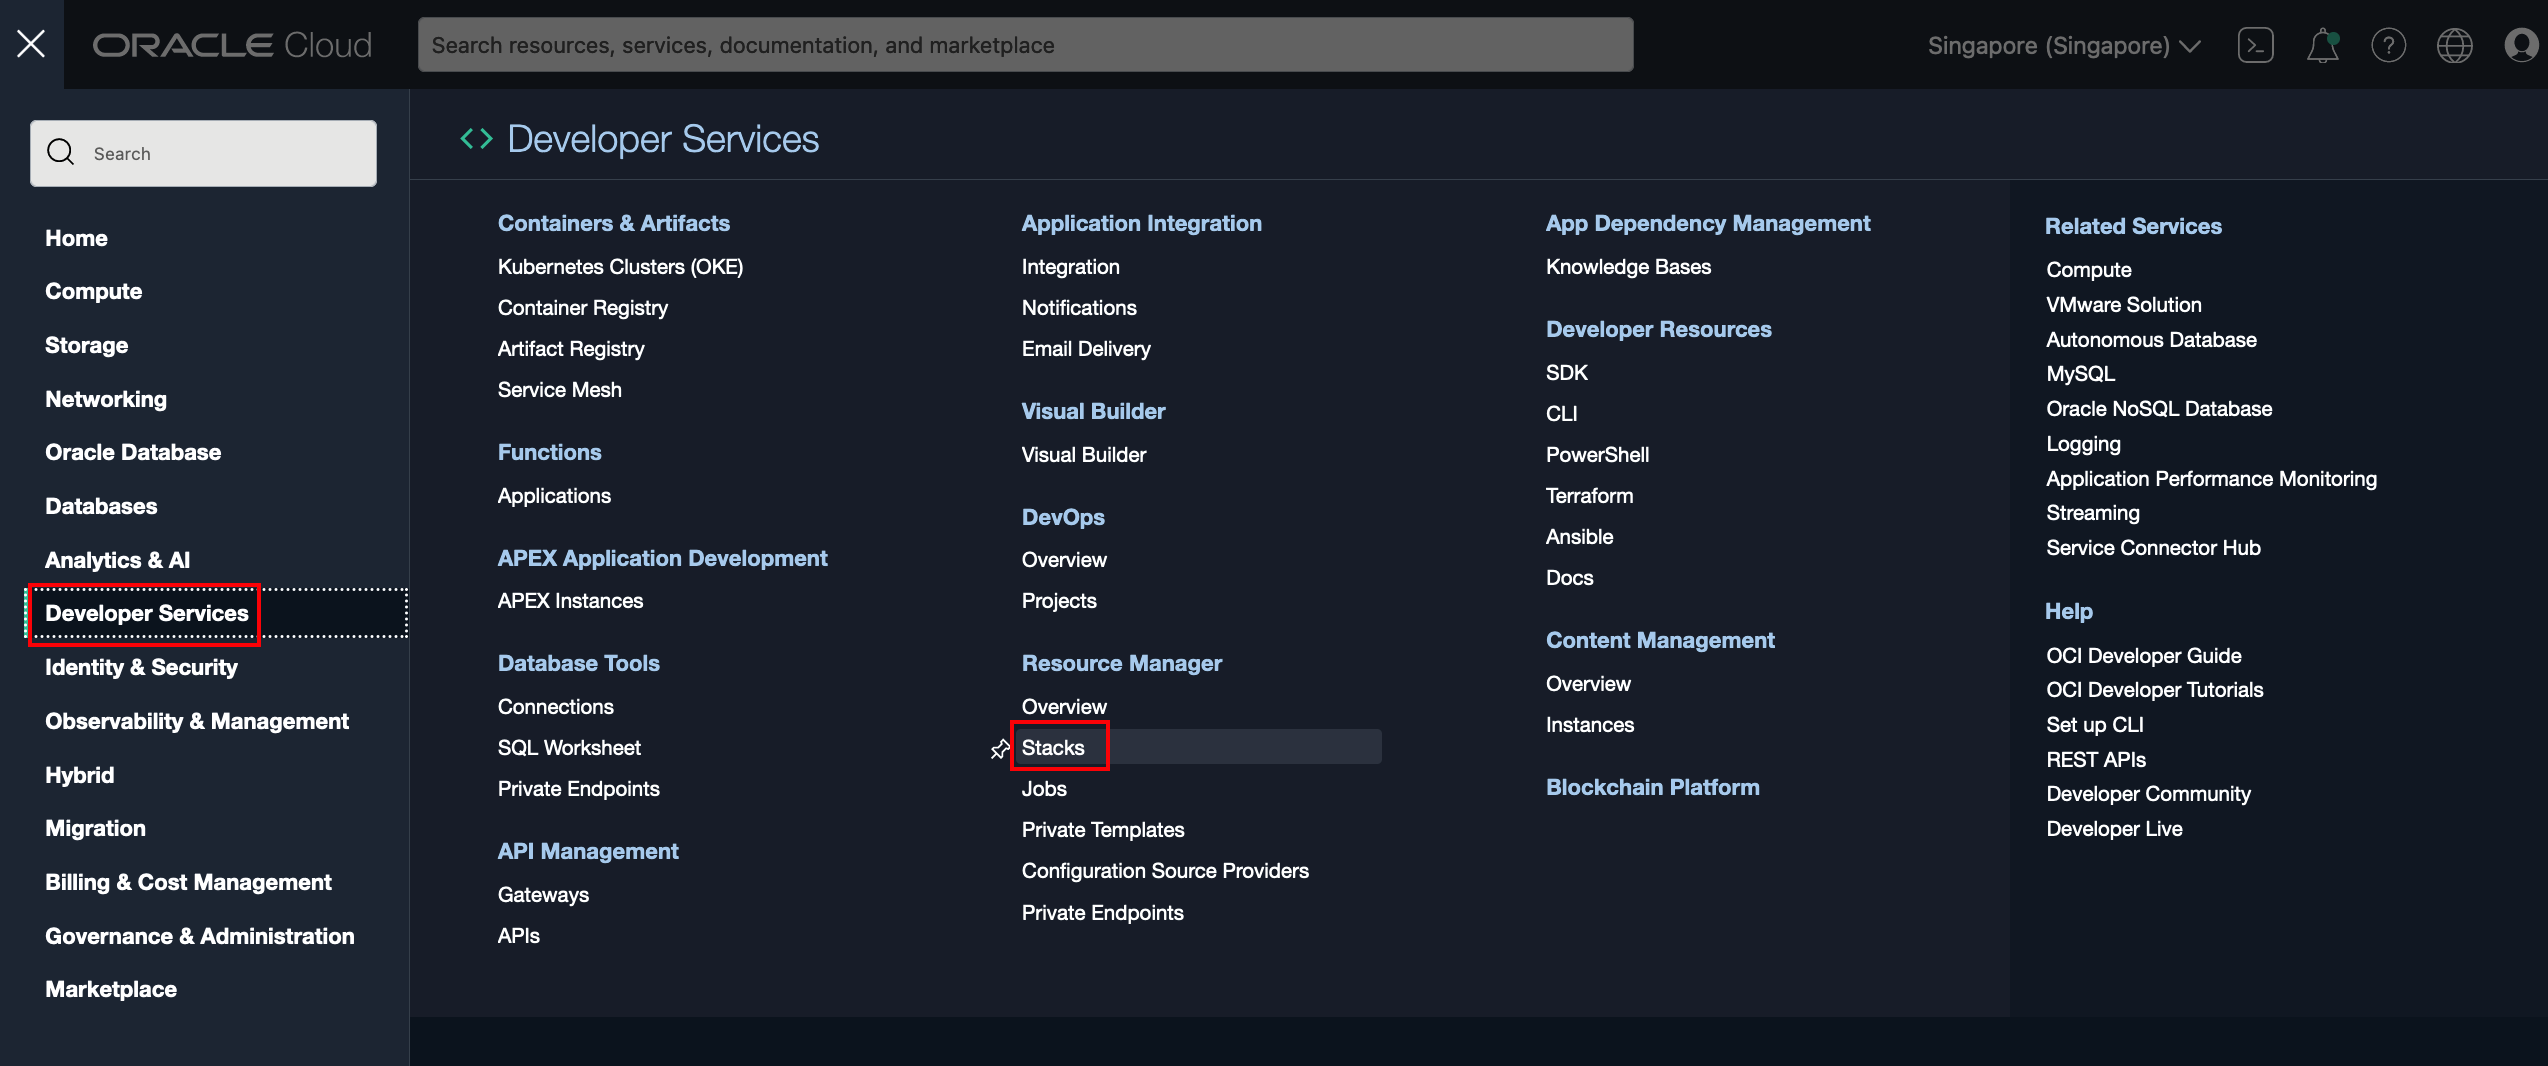 ORACLE Cloud
Search resources, services, documentation, and marketplace
Singapore (Singapore)
Search
Home
Compute
Storage
Networking
Oracle Database
Databases
Analytics & AI
Developer Services
Identity & Security
Observability & Management
Hybrid
Migration
Billing & Cost Management
Governance & Administration
Marketplace
Developer Services
Containers & Artifacts
Kubernetes Clusters (OKE)
Container Registry
Artifact Registry
Service Mesh
Functions
Applications
APEX Application Development
APEX Instances
Database Tools
Connections
SQL Worksheet
Private Endpoints
API Management
Gateways
APIs
Application Integration
Integration
Notifications
Email Delivery
Visual Builder
Visual Builder
DevOps
Overview
Projects
Resource Manager
Overview
Stacks
Jobs
Private Templates
Configuration Source Providers
Private Endpoints
App Dependency Management
Knowledge Bases
Developer Resources
SDK
CLI
PowerShell
Terraform
Ansible
Docs
Content Management
Overview
Instances
Blockchain Platform
Related Services
Compute
VMware Solution
Autonomous Database
MySQL
Oracle NoSQL Database
Logging
Application Performance Monitoring
Streaming
Service Connector Hub
Help
OCI Developer Guide
OCI Developer Tutorials
Set up CLI
REST APIs
Developer Community
Developer Live